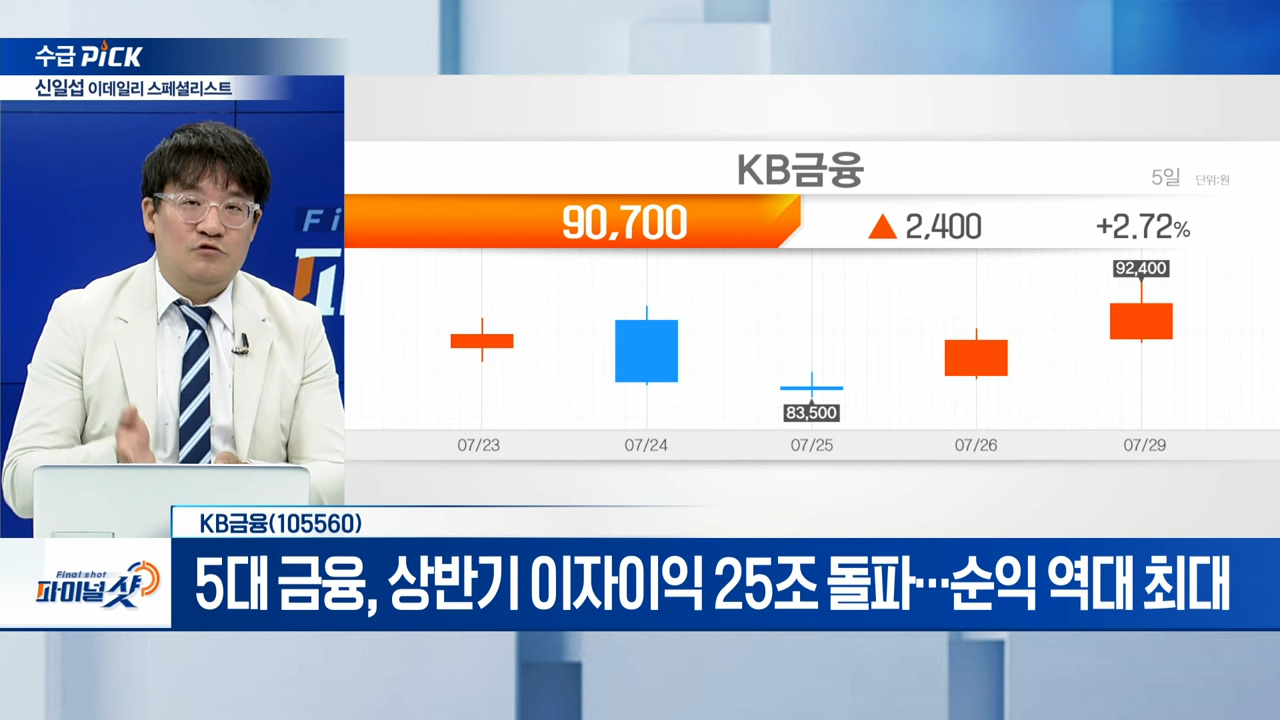 수급 PiCK
신일섭 이데일리 스페셜리스트
KB금융
5일 단위:원
90,700 ▲ 2,400 +2.72%
92,400
83,500
07/23 07/24 07/25 07/26 07/29
Fi
KB금융(105560)
Final shot
파이널샷
5대 금융, 상반기 이자이익 25조 돌파…순익 역대 최대